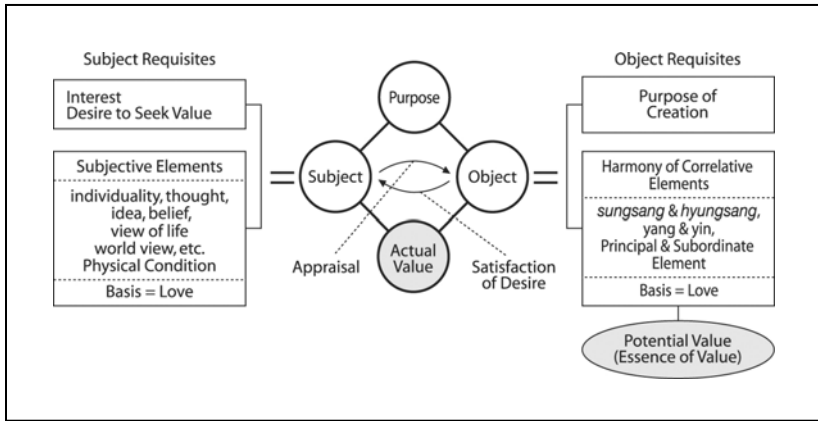 Subject Requisites
Interest
Desire to Seek Value
Subjective Elements
individuality, thought,
idea, belief,
view of life
world view, etc.
Physical Condition
Basis = Love
=
Purpose
Subject
Object
Actual
Value
Appraisal
Satisfaction
of Desire
=
Object Requisites
Purpose of
Creation
Harmony of Correlative
Elements
sungsang & hyungsang,
yang & yin,
Principal & Subordinate
Element
Basis = Love
Potential Value
(Essence of Value)